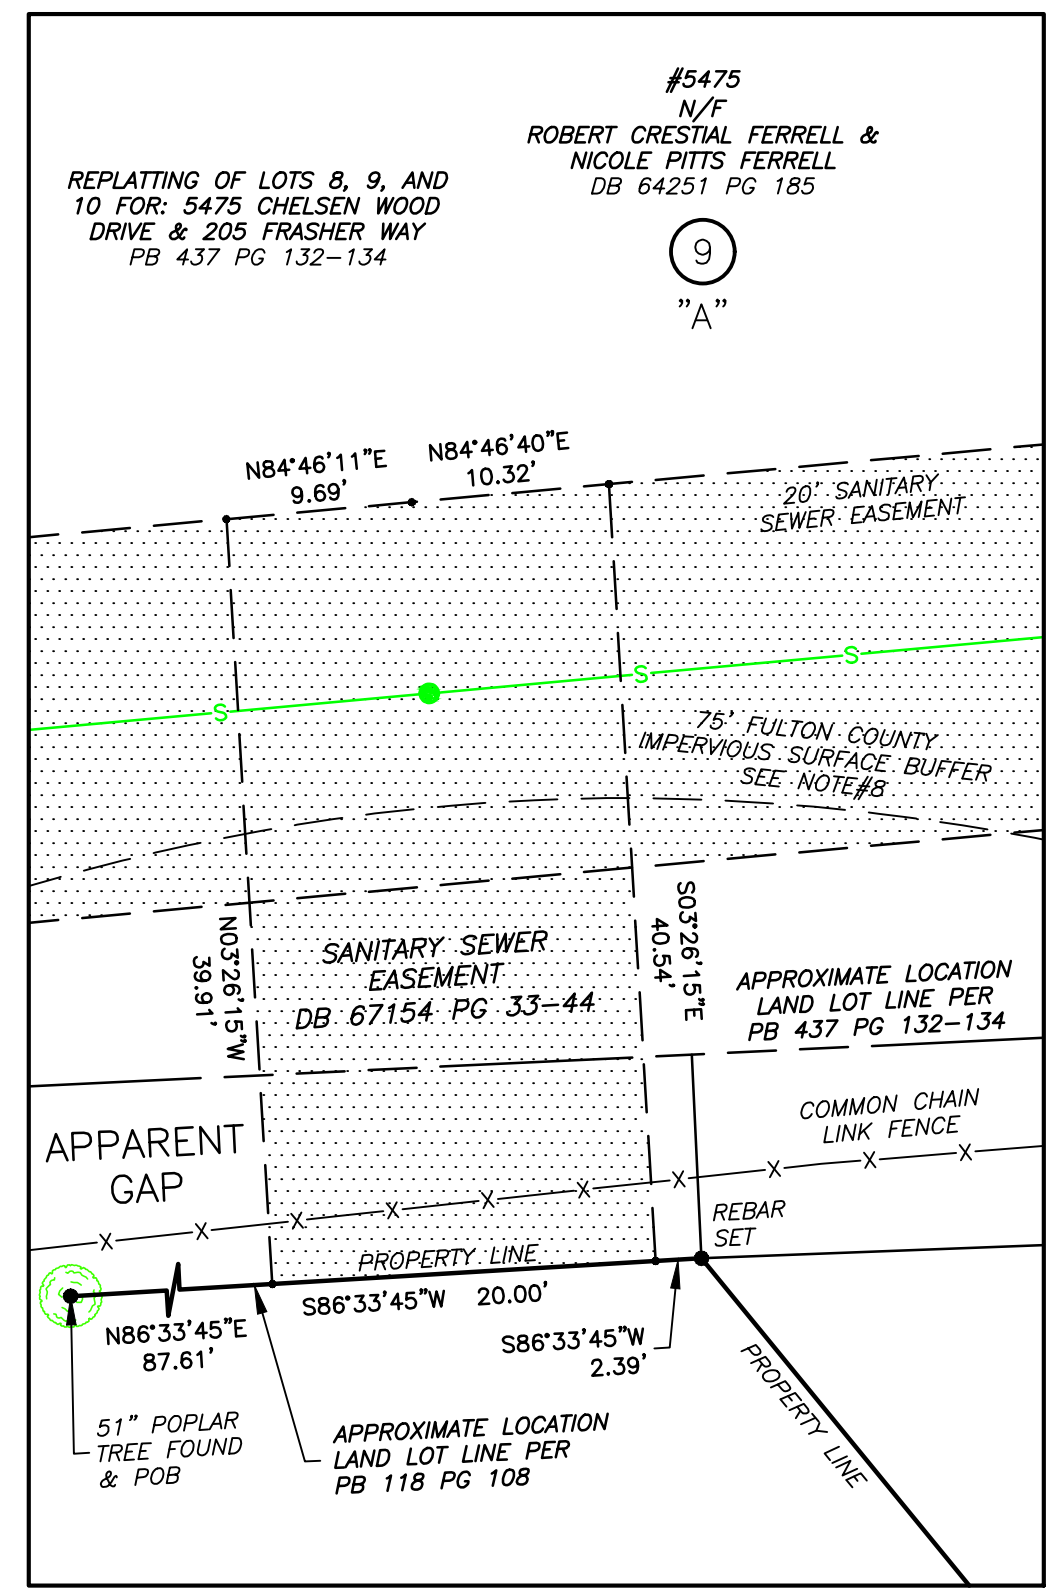 #5475
N/F
ROBERT CRESTIAL FERRELL &
NICOLE PITTS FERRELL
DB 64251 PG 185
REPLATTING OF LOTS 8, 9, AND
10 FOR: 5475 CHELSEN WOOD
DRIVE & 205 FRASHER WAY
PB 437 PG 132-134
9
"A"
N84°46'11"E
9.69'
N84°46'40"E
10.32'
20' SANITARY
SEWER EASEMENT
S
S
S
75' FULTON COUNTY
IMPERVIOUS SURFACE BUFFER
SEE NOTE#8
N03°26'15"W
39.91'
SANITARY SEWER
EASEMENT
DB 67154 PG 33-44
S03°26'15"E
40.54'
APPROXIMATE LOCATION
LAND LOT LINE PER
PB 437 PG 132-134
APPARENT
GAP
COMMON CHAIN
LINK FENCE
X X X X X X X X X X
REBAR
SET
PROPERTY LINE
N86°33'45"E
87.61'
S86°33'45"W 20.00'
S86°33'45"W
2.39'
PROPERTY LINE
51" POPLAR
TREE FOUND
& POB
APPROXIMATE LOCATION
LAND LOT LINE PER
PB 118 PG 108